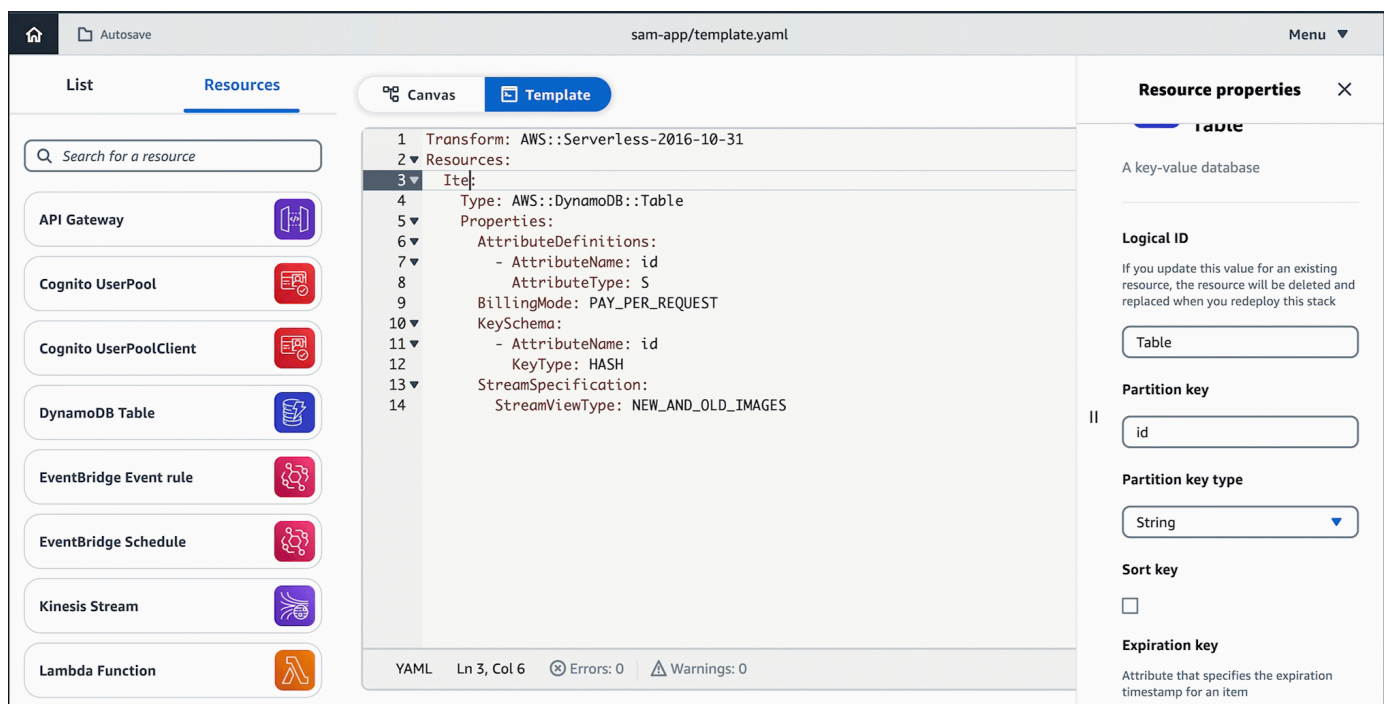 Autosave
sam-app/template.yaml
Menu
List
Resources
Search for a resource
API Gateway
Cognito UserPool
Cognito UserPoolClient
DynamoDB Table
EventBridge Event rule
EventBridge Schedule
Kinesis Stream
Lambda Function
Canvas
Template
1 Transform: AWS::Serverless-2016-10-31
2 Resources:
3 Ite:
4 Type: AWS::DynamoDB::Table
5 Properties:
6 AttributeDefinitions:
7 - AttributeName: id
8 AttributeType: S
9 BillingMode: PAY_PER_REQUEST
10 KeySchema:
11 - AttributeName: id
12 KeyType: HASH
13 StreamSpecification:
14 StreamViewType: NEW_AND_OLD_IMAGES
YAML Ln 3, Col 6 Errors: 0 Warnings: 0
Resource properties
Table
A key-value database
Logical ID
If you update this value for an existing
resource, the resource will be deleted and
replaced when you redeploy this stack
Table
Partition key
id
Partition key type
String
Sort key
Expiration key
Attribute that specifies the expiration
timestamp for an item